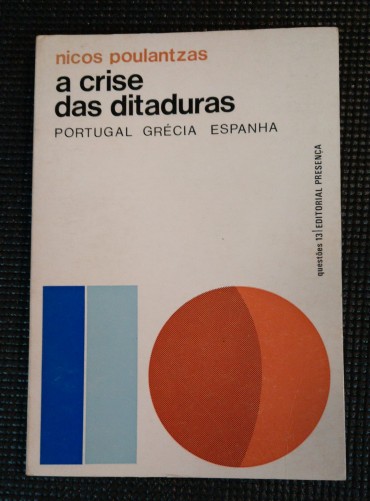 nicos poulantzas
a crise
das ditaduras
PORTUGAL GRÉCIA ESPANHA
questões 13 | EDITORIAL PRESENÇA